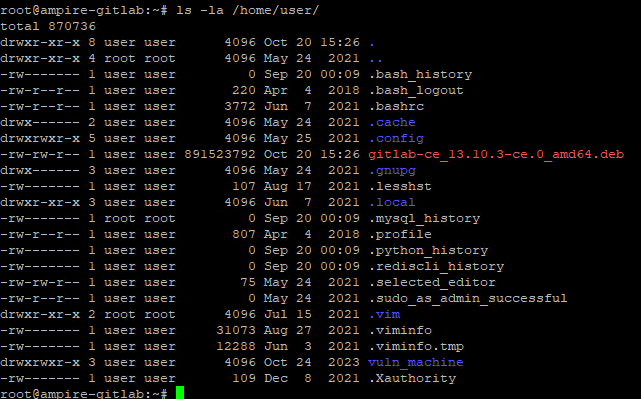 root@ampire-gitlab:~# ls -la /home/user/
total 870736
drwxr-xr-x 8 user user      4096 Oct 20 15:26 .
drwxr-xr-x 4 root root      4096 May 24  2021 ..
-rw------- 1 user user         0 Sep 20 00:09 .bash_history
-rw-r--r-- 1 user user       220 Apr  4  2018 .bash_logout
-rw-r--r-- 1 user user      3772 Jun  7  2021 .bashrc
drwx------ 2 user user      4096 May 24  2021 .cache
drwxrwxr-x 5 user user      4096 May 25  2021 .config
-rw-rw-r-- 1 user user 891523792 Oct 20 15:26 gitlab-ce_13.10.3-ce.0_amd64.deb
drwx------ 3 user user      4096 May 24  2021 .gnupg
-rw------- 1 user user       107 Aug 17  2021 .lesshst
drwxr-xr-x 3 user user      4096 Jun  7  2021 .local
-rw------- 1 root root         0 Sep 20 00:09 .mysql_history
-rw-r--r-- 1 user user       807 Apr  4  2018 .profile
-rw------- 1 user user         0 Sep 20 00:09 .python_history
-rw------- 1 user user         0 Sep 20 00:09 .rediscli_history
-rw-rw-r-- 1 user user        75 May 24  2021 .selected_editor
-rw-r--r-- 1 user user         0 May 24  2021 .sudo_as_admin_successful
drwxr-xr-x 2 root root      4096 Jul 15  2021 .vim
-rw------- 1 user user     31073 Aug 27  2021 .viminfo
-rw------- 1 user user     12288 Jun  3  2021 .viminfo.tmp
drwxrwxr-x 3 user user      4096 Oct 24  2023 vuln_machine
-rw------- 1 user user       109 Dec  8  2021 .Xauthority
root@ampire-gitlab:~#